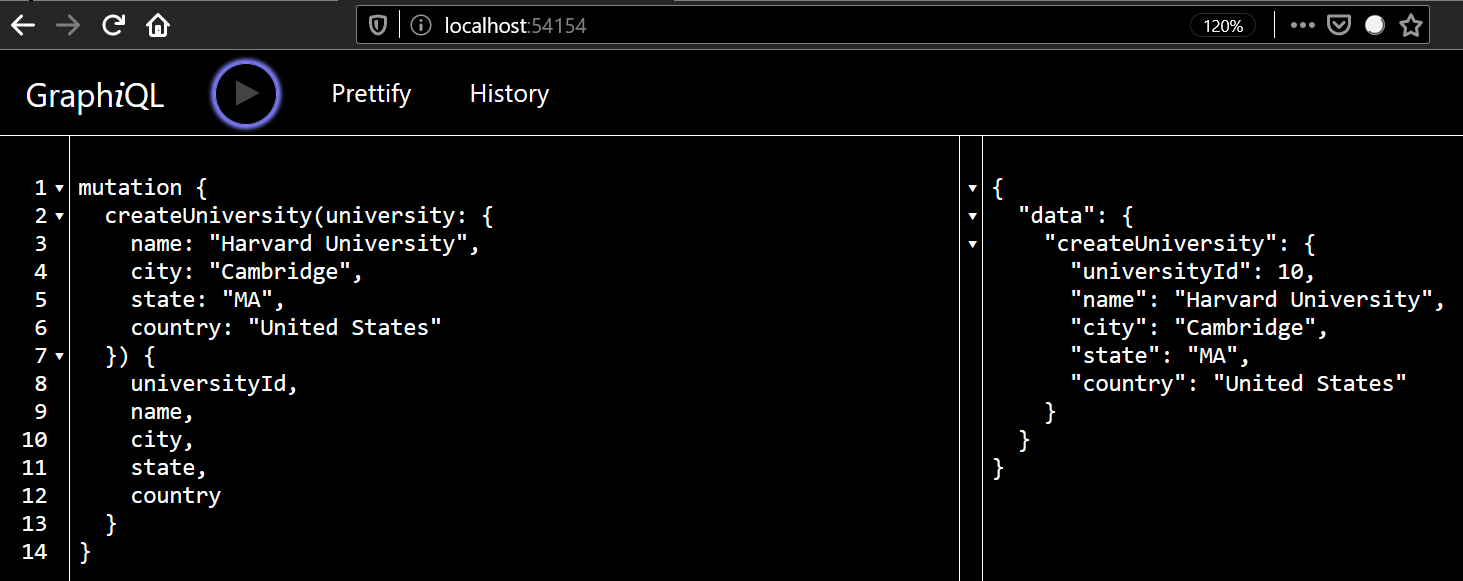 localhost:54154 120%
GraphiQL Prettify History
1 mutation {
2 createUniversity(university: {
3 name: "Harvard University",
4 city: "Cambridge",
5 state: "MA",
6 country: "United States"
7 }) {
8 universityId,
9 name,
10 city,
11 state,
12 country
13 }
14 }
{
"data": {
"createUniversity": {
"universityId": 10,
"name": "Harvard University",
"city": "Cambridge",
"state": "MA",
"country": "United States"
}
}
}